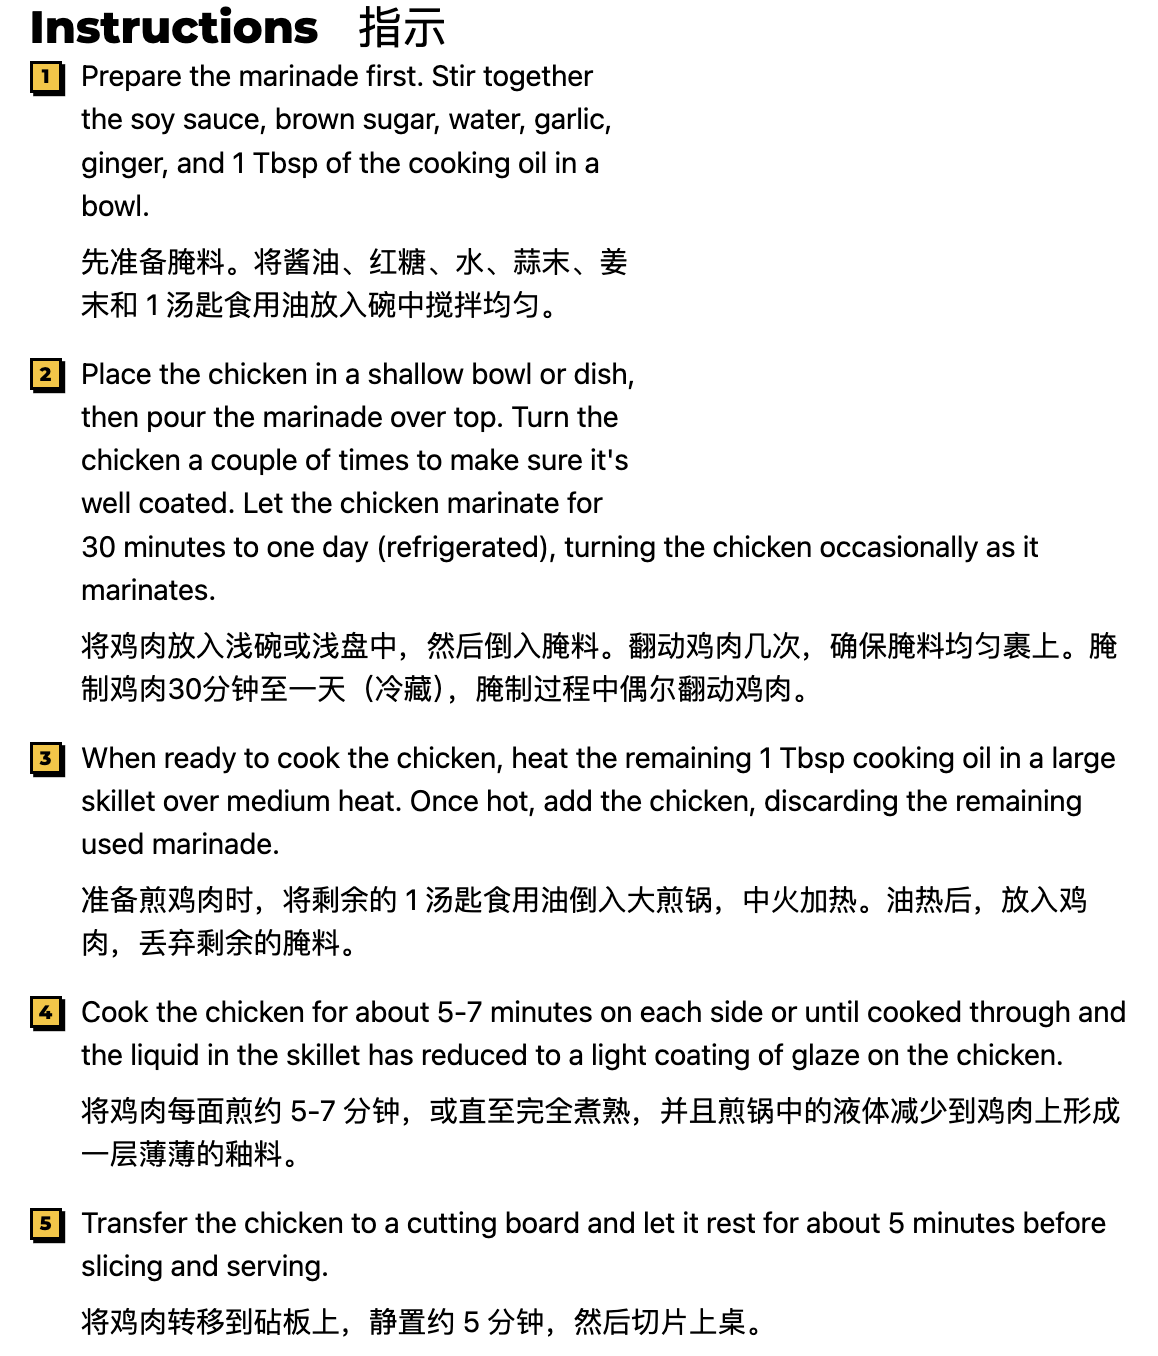 Instructions 指示
1 Prepare the marinade first. Stir together
the soy sauce, brown sugar, water, garlic,
ginger, and 1 Tbsp of the cooking oil in a
bowl.
先准备腌料。将酱油、红糖、水、蒜末、姜
末和 1 汤匙食用油放入碗中搅拌均匀。
2 Place the chicken in a shallow bowl or dish,
then pour the marinade over top. Turn the
chicken a couple of times to make sure it's
well coated. Let the chicken marinate for
30 minutes to one day (refrigerated), turning the chicken occasionally as it
marinates.
将鸡肉放入浅碗或浅盘中，然后倒入腌料。翻动鸡肉几次，确保腌料均匀裹上。腌
制鸡肉30分钟至一天（冷藏），腌制过程中偶尔翻动鸡肉。
3 When ready to cook the chicken, heat the remaining 1 Tbsp cooking oil in a large
skillet over medium heat. Once hot, add the chicken, discarding the remaining
used marinade.
准备煎鸡肉时，将剩余的 1 汤匙食用油倒入大煎锅，中火加热。油热后，放入鸡
肉，丢弃剩余的腌料。
4 Cook the chicken for about 5-7 minutes on each side or until cooked through and
the liquid in the skillet has reduced to a light coating of glaze on the chicken.
将鸡肉每面煎约 5-7 分钟，或直至完全煮熟，并且煎锅中的液体减少到鸡肉上形成
一层薄薄的釉料。
5 Transfer the chicken to a cutting board and let it rest for about 5 minutes before
slicing and serving.
将鸡肉转移到砧板上，静置约 5 分钟，然后切片上桌。